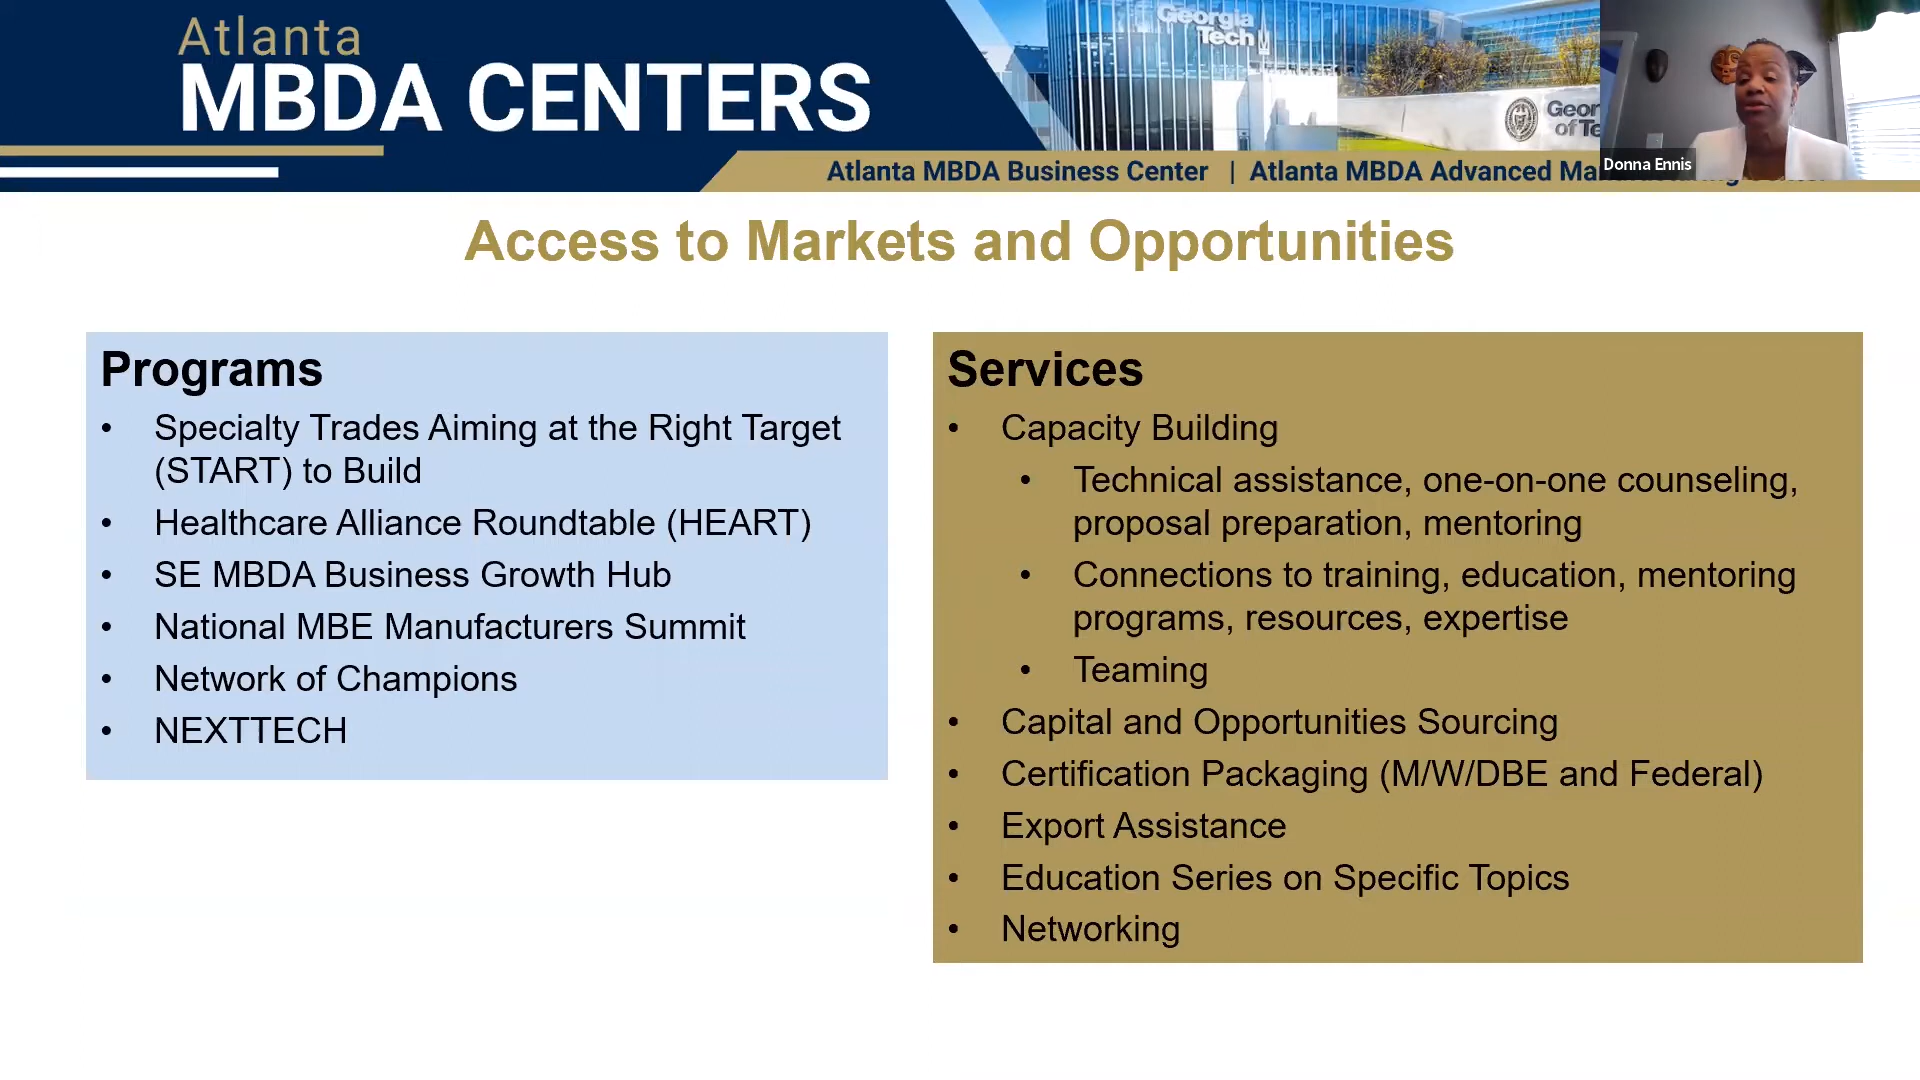 Atlanta
MBDA CENTERS
Georgia
Tech
Geor
of Te
Donna Ennis
Atlanta MBDA Business Center | Atlanta MBDA Advanced
Access to Markets and Opportunities
Programs
• Specialty Trades Aiming at the Right Target
(START) to Build
• Healthcare Alliance Roundtable (HEART)
• SE MBDA Business Growth Hub
• National MBE Manufacturers Summit
• Network of Champions
• NEXTTECH
Services
• Capacity Building
• Technical assistance, one-on-one counseling,
proposal preparation, mentoring
• Connections to training, education, mentoring
programs, resources, expertise
• Teaming
• Capital and Opportunities Sourcing
• Certification Packaging (M/W/DBE and Federal)
• Export Assistance
• Education Series on Specific Topics
• Networking